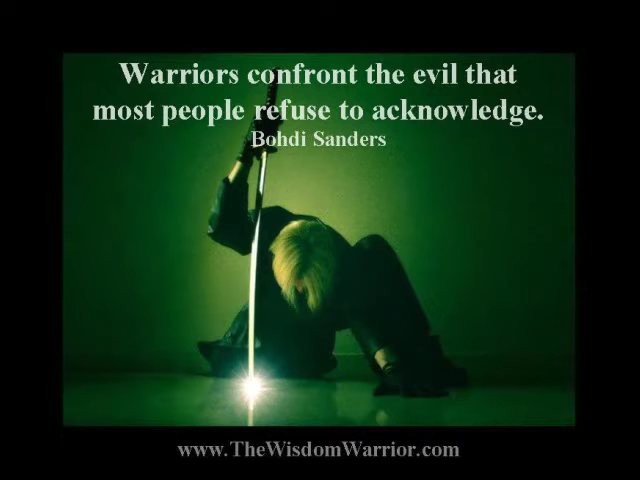 Warriors confront the evil that
most people refuse to acknowledge.
Bohdi Sanders
www.TheWisdomWarrior.com